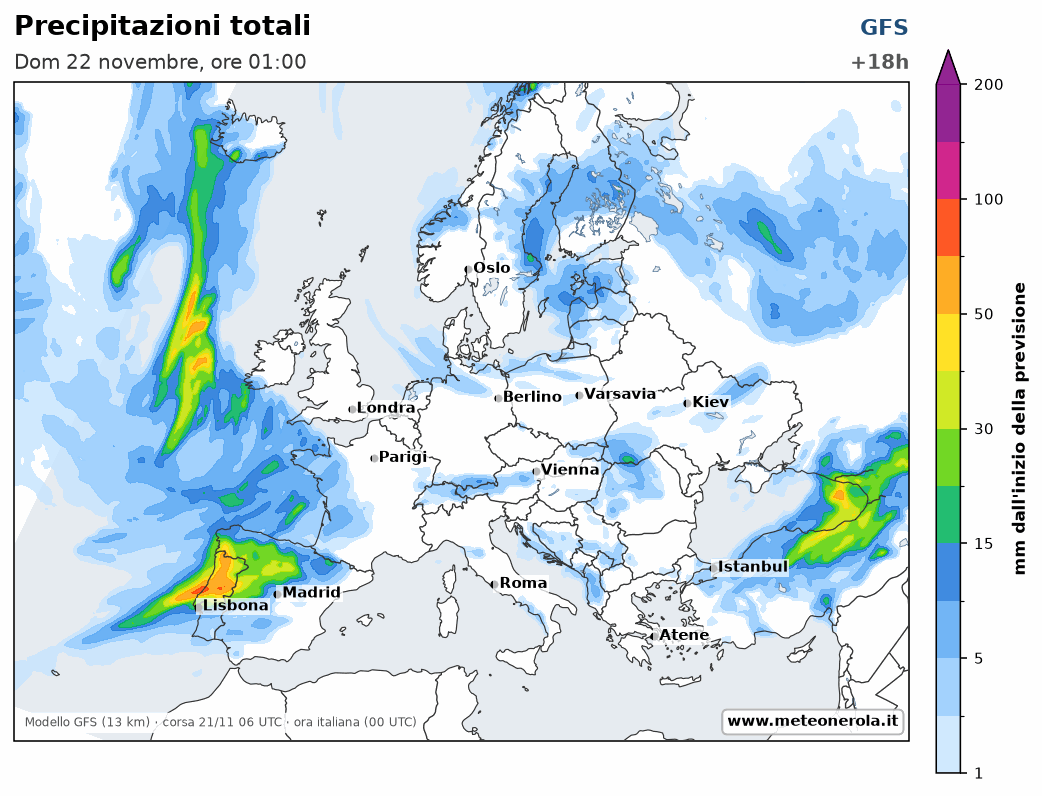 Precipitazioni totali
GFS
Dom 22 novembre, ore 01:00
+18h
200
100
50
30
15
5
1
mm dall'inizio della previsione
Oslo
Berlino
Varsavia
Kiev
Londra
Parigi
Vienna
Istanbul
Roma
Madrid
Lisbona
Atene
Modello GFS (13 km) · corsa 21/11 06 UTC · ora italiana (00 UTC)
www.meteonerola.it